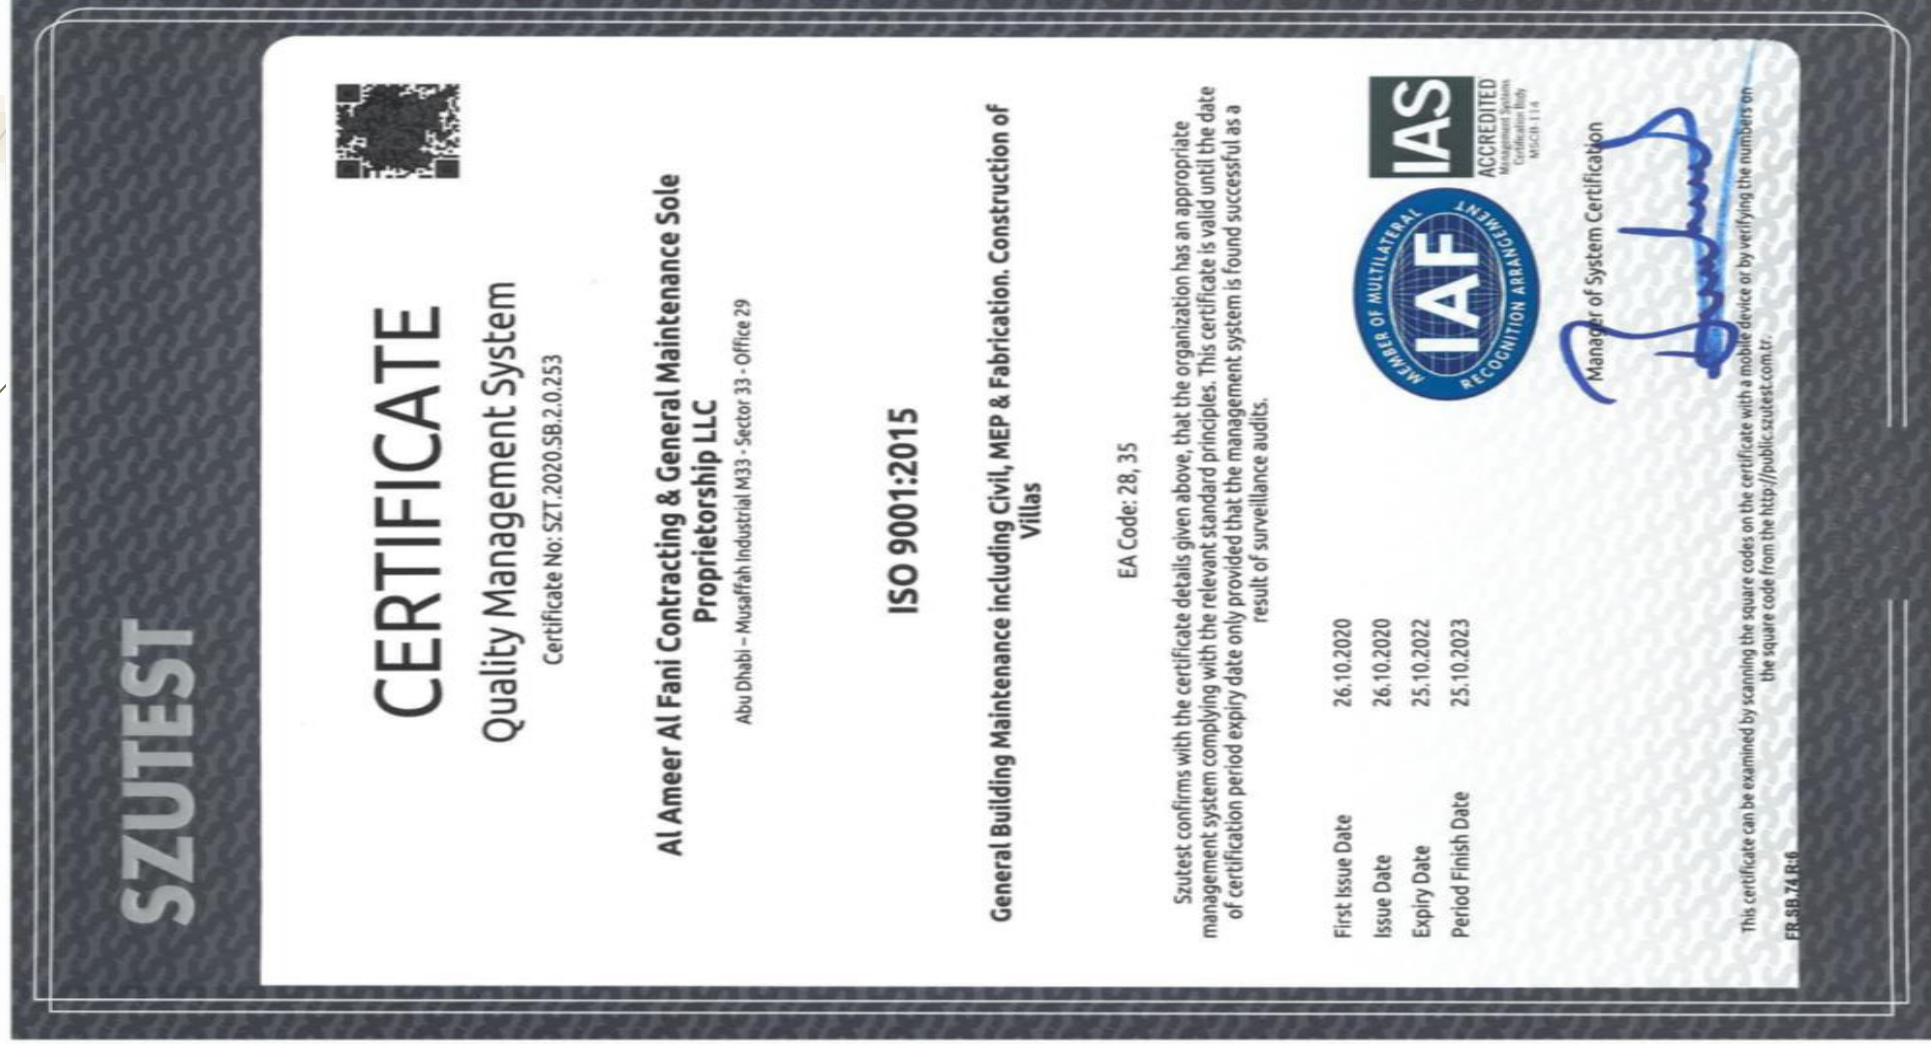 SZUTEST
CERTIFICATE
Quality Management System
Certificate No: SZT.2020.SB.2.0.253
Al Ameer Al Fani Contracting & General Maintenance Sole
Proprietorship LLC
Abu Dhabi – Musaffah Industrial M33 - Sector 33 - Office 29
ISO 9001:2015
General Building Maintenance including Civil, MEP & Fabrication. Construction of
Villas
EA Code: 28, 35
Szutest confirms with the certificate details given above, that the organization has an appropriate
management system complying with the relevant standard principles. This certificate is valid until the date
of certification period expiry date only provided that the management system is found successful as a
result of surveillance audits.
First Issue Date 26.10.2020
Issue Date 26.10.2020
Expiry Date 25.10.2022
Period Finish Date 25.10.2023
MEMBER OF MULTILATERAL
IAF
RECOGNITION ARRANGEMENT
IAS
ACCREDITED
Management Systems
Certification Body
MSCB-114
Manager of System Certification
This certificate can be examined by scanning the square codes on the certificate with a mobile device or by verifying the numbers on
the square code from the http://public.szutest.com.tr.
FR.SB.74.R:6